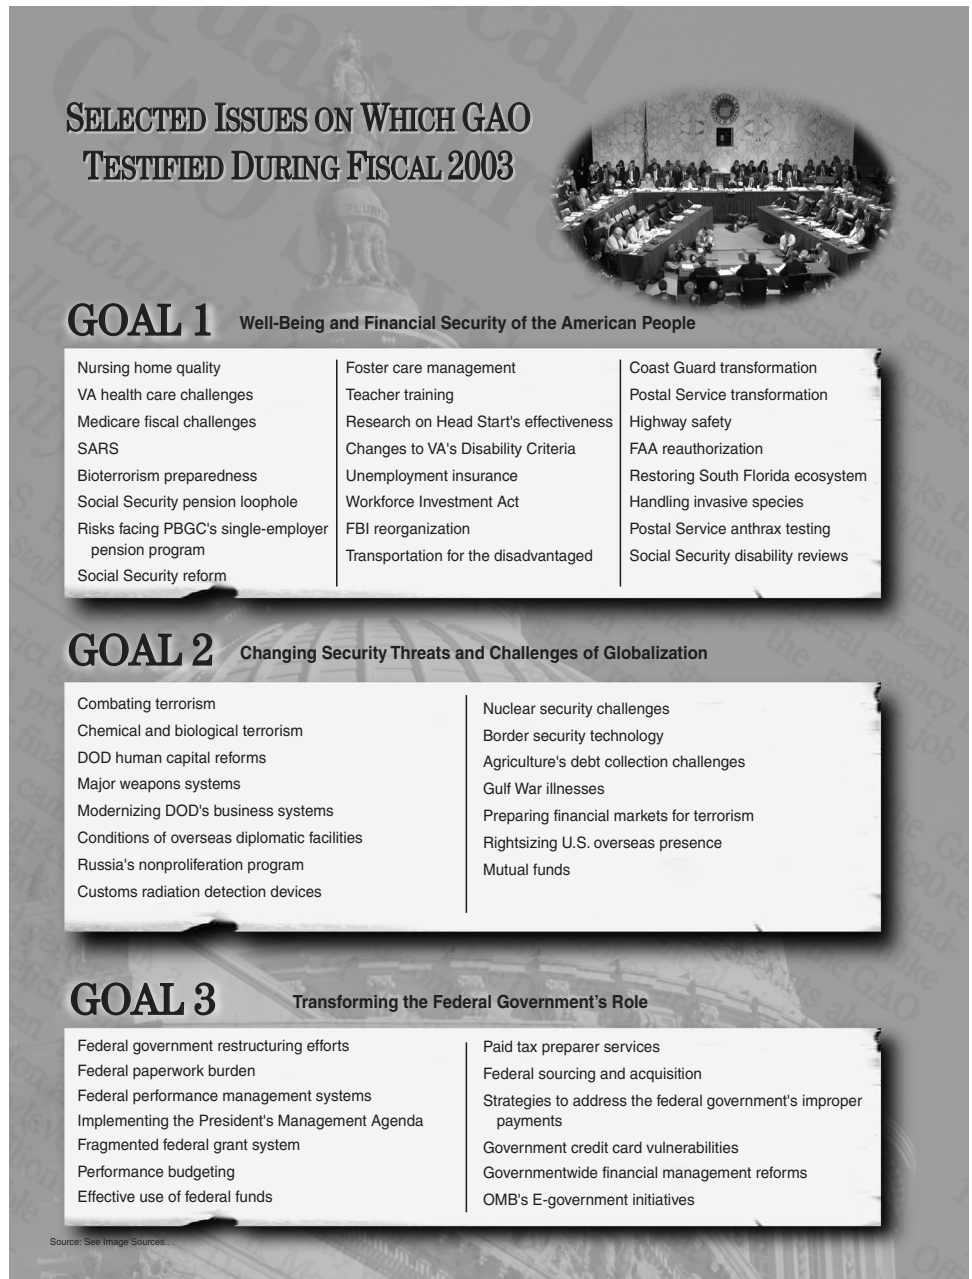 SELECTED ISSUES ON WHICH GAO
TESTIFIED DURING FISCAL 2003
GOAL 1
Well-Being and Financial Security of the American People
Nursing home quality
VA health care challenges
Medicare fiscal challenges
SARS
Bioterrorism preparedness
Social Security pension loophole
Risks facing PBGC's single-employer
pension program
Social Security reform
Foster care management
Teacher training
Research on Head Start's effectiveness
Changes to VA's Disability Criteria
Unemployment insurance
Workforce Investment Act
FBI reorganization
Transportation for the disadvantaged
Coast Guard transformation
Postal Service transformation
Highway safety
FAA reauthorization
Restoring South Florida ecosystem
Handling invasive species
Postal Service anthrax testing
Social Security disability reviews
GOAL 2
Changing Security Threats and Challenges of Globalization
Combating terrorism
Chemical and biological terrorism
DOD human capital reforms
Major weapons systems
Modernizing DOD's business systems
Conditions of overseas diplomatic facilities
Russia's nonproliferation program
Customs radiation detection devices
Nuclear security challenges
Border security technology
Agriculture's debt collection challenges
Gulf War illnesses
Preparing financial markets for terrorism
Rightsizing U.S. overseas presence
Mutual funds
GOAL 3
Transforming the Federal Government's Role
Federal government restructuring efforts
Federal paperwork burden
Federal performance management systems
Implementing the President's Management Agenda
Fragmented federal grant system
Performance budgeting
Effective use of federal funds
Paid tax preparer services
Federal sourcing and acquisition
Strategies to address the federal government's improper
payments
Government credit card vulnerabilities
Governmentwide financial management reforms
OMB's E-government initiatives
Source: See Image Sources..